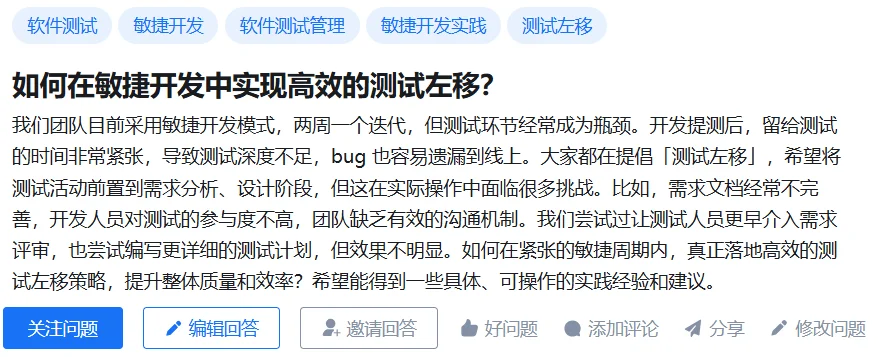 软件测试 敏捷开发 软件测试管理 敏捷开发实践 测试左移
如何在敏捷开发中实现高效的测试左移？
我们团队目前采用敏捷开发模式，两周一个迭代，但测试环节经常成为瓶颈。开发提测后，留给测试
的时间非常紧张，导致测试深度不足，bug 也容易遗漏到线上。大家都在提倡「测试左移」，希望将
测试活动前置到需求分析、设计阶段，但这在实际操作中面临很多挑战。比如，需求文档经常不完
善，开发人员对测试的参与度不高，团队缺乏有效的沟通机制。我们尝试过让测试人员更早介入需求
评审，也尝试编写更详细的测试计划，但效果不明显。如何在紧张的敏捷周期内，真正落地高效的测
试左移策略，提升整体质量和效率？希望能得到一些具体、可操作的实践经验和建议。
关注问题 编辑回答 邀请回答 好问题 添加评论 分享 修改问题